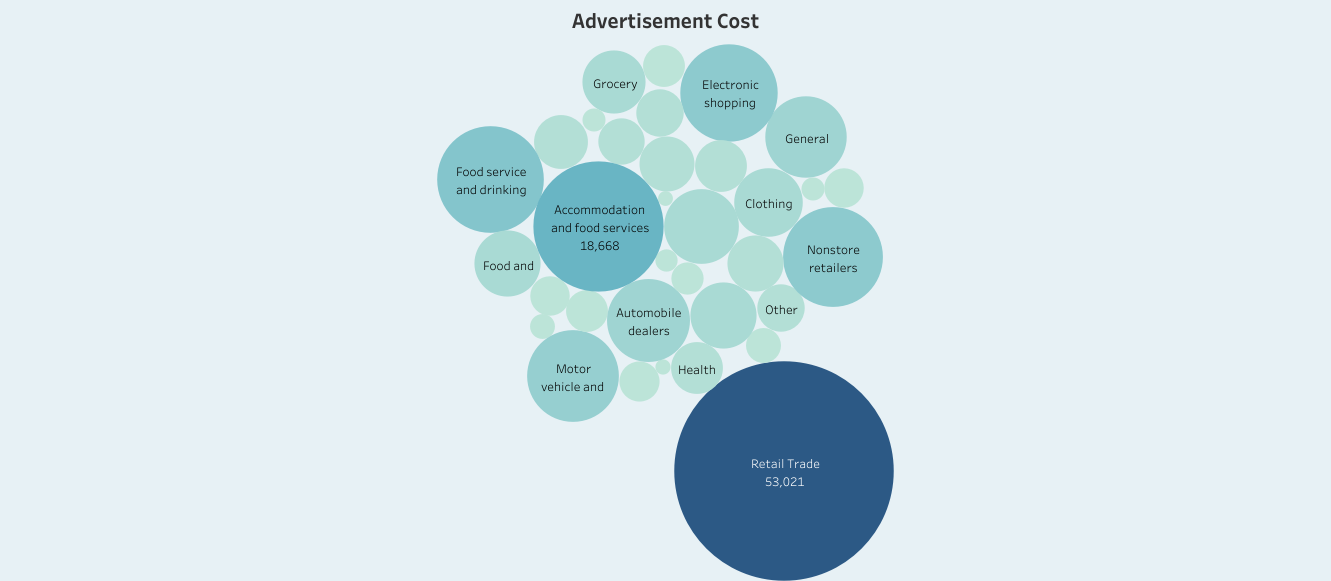 Advertisement Cost
Grocery
Electronic
shopping
General
Food service
and drinking
Accommodation
and food services
18,668
Clothing
Nonstore
retailers
Food and
Automobile
dealers
Other
Motor
vehicle and
Health
Retail Trade
53,021